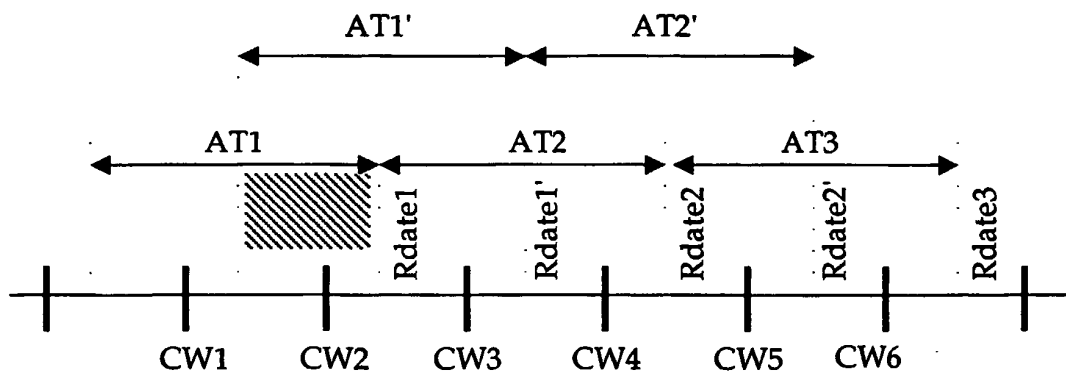 AT1' AT2'
AT1 AT2 AT3
Rdate1 Rdate1' Rdate2 Rdate2' Rdate3
CW1 CW2 CW3 CW4 CW5 CW6